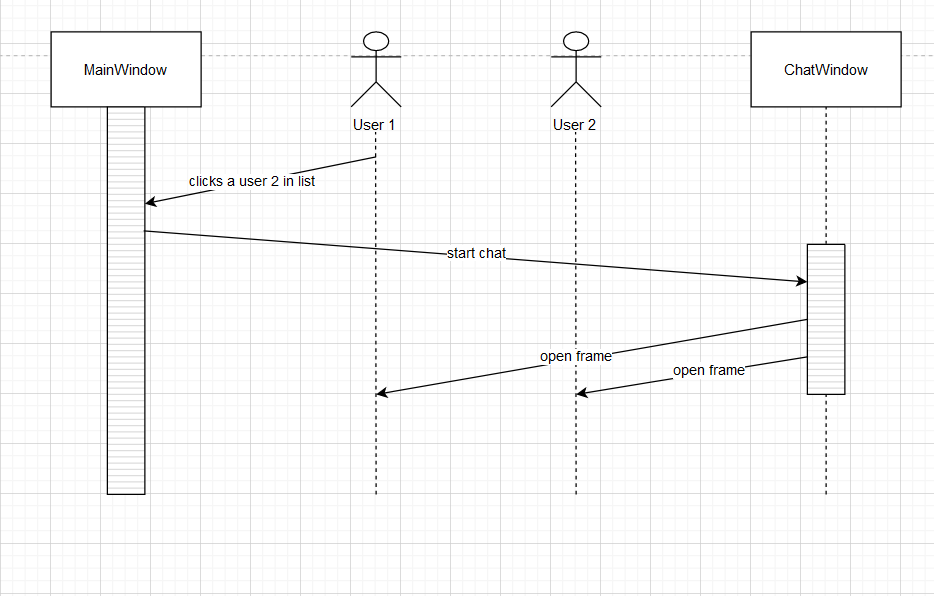 MainWindow
User 1
User 2
ChatWindow
clicks a user 2 in list
start chat
open frame
open frame